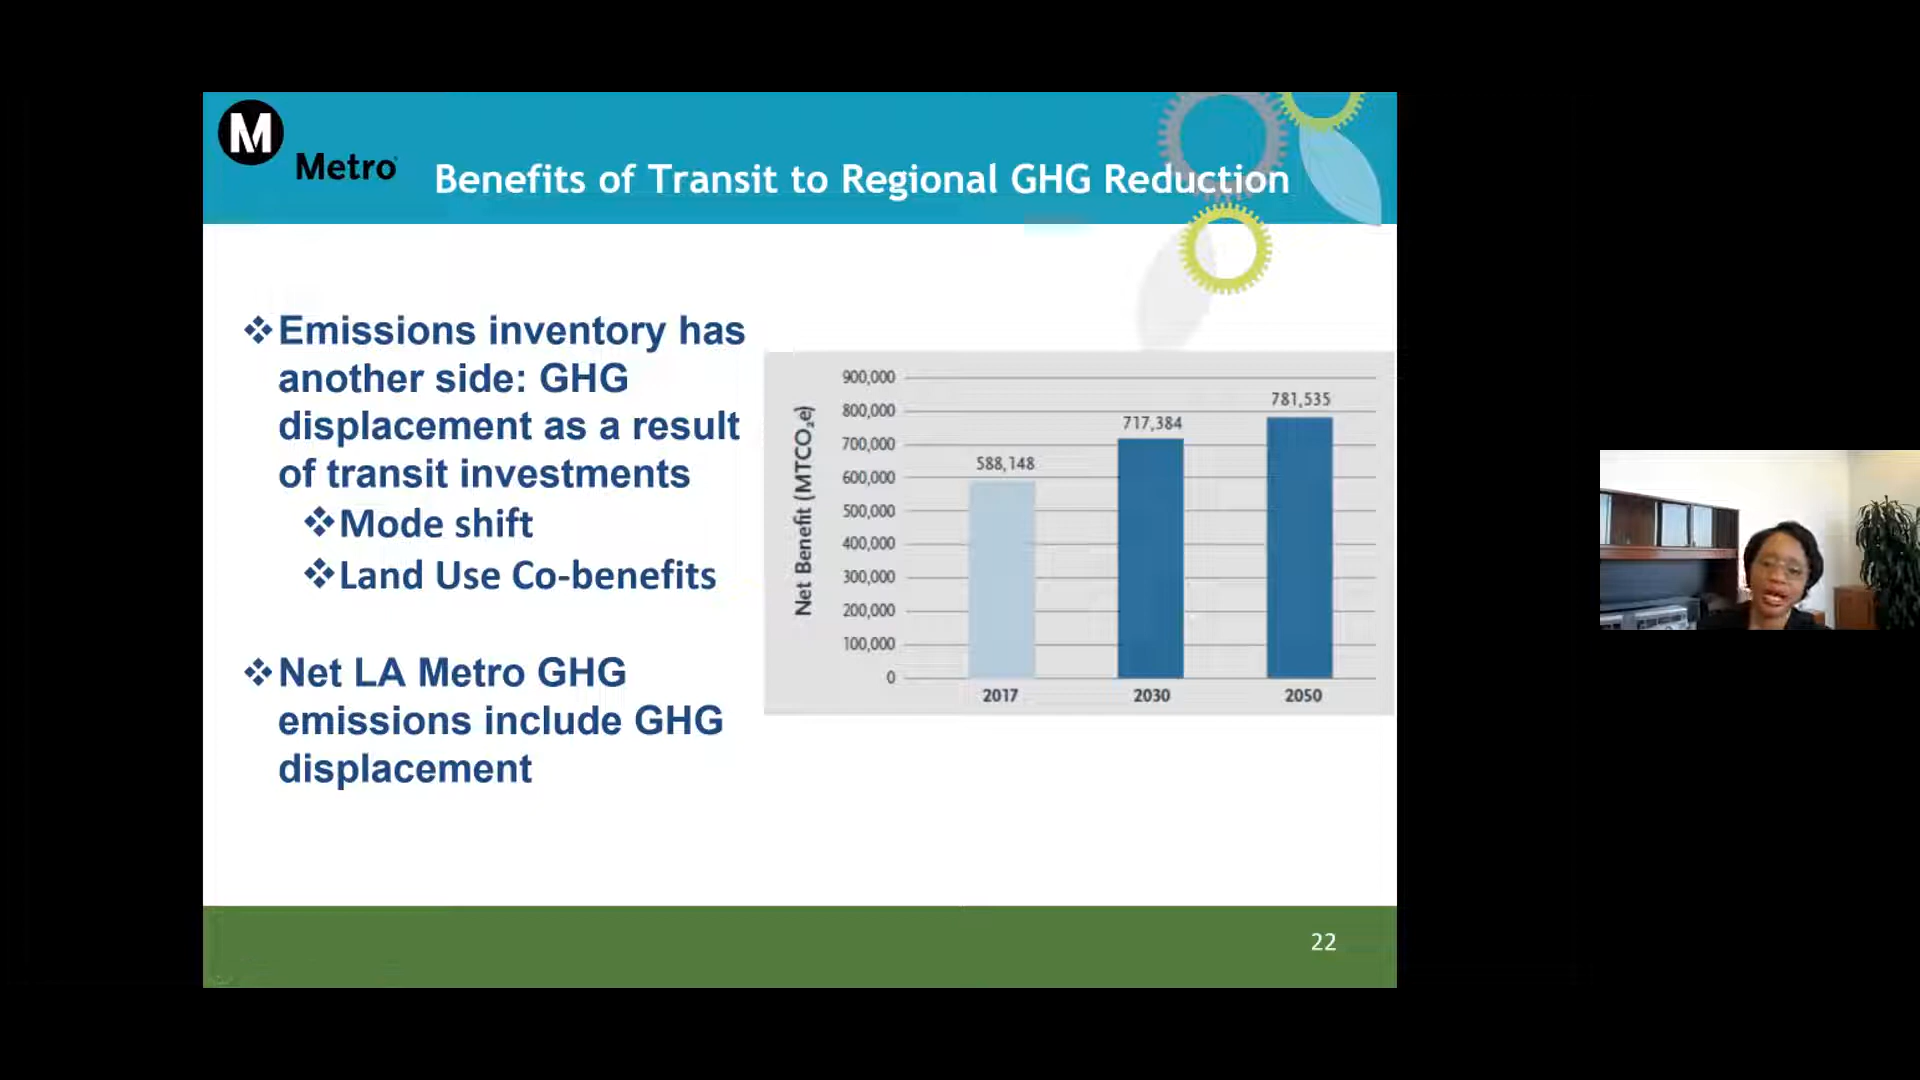 M
Metro
Benefits of Transit to Regional GHG Reduction
❖Emissions inventory has
another side: GHG
displacement as a result
of transit investments
❖Mode shift
❖Land Use Co-benefits
❖Net LA Metro GHG
emissions include GHG
displacement
Net Benefit (MTCO₂e)
900,000
800,000
700,000
600,000
500,000
400,000
300,000
200,000
100,000
0
588,148
717,384
781,535
2017
2030
2050
22